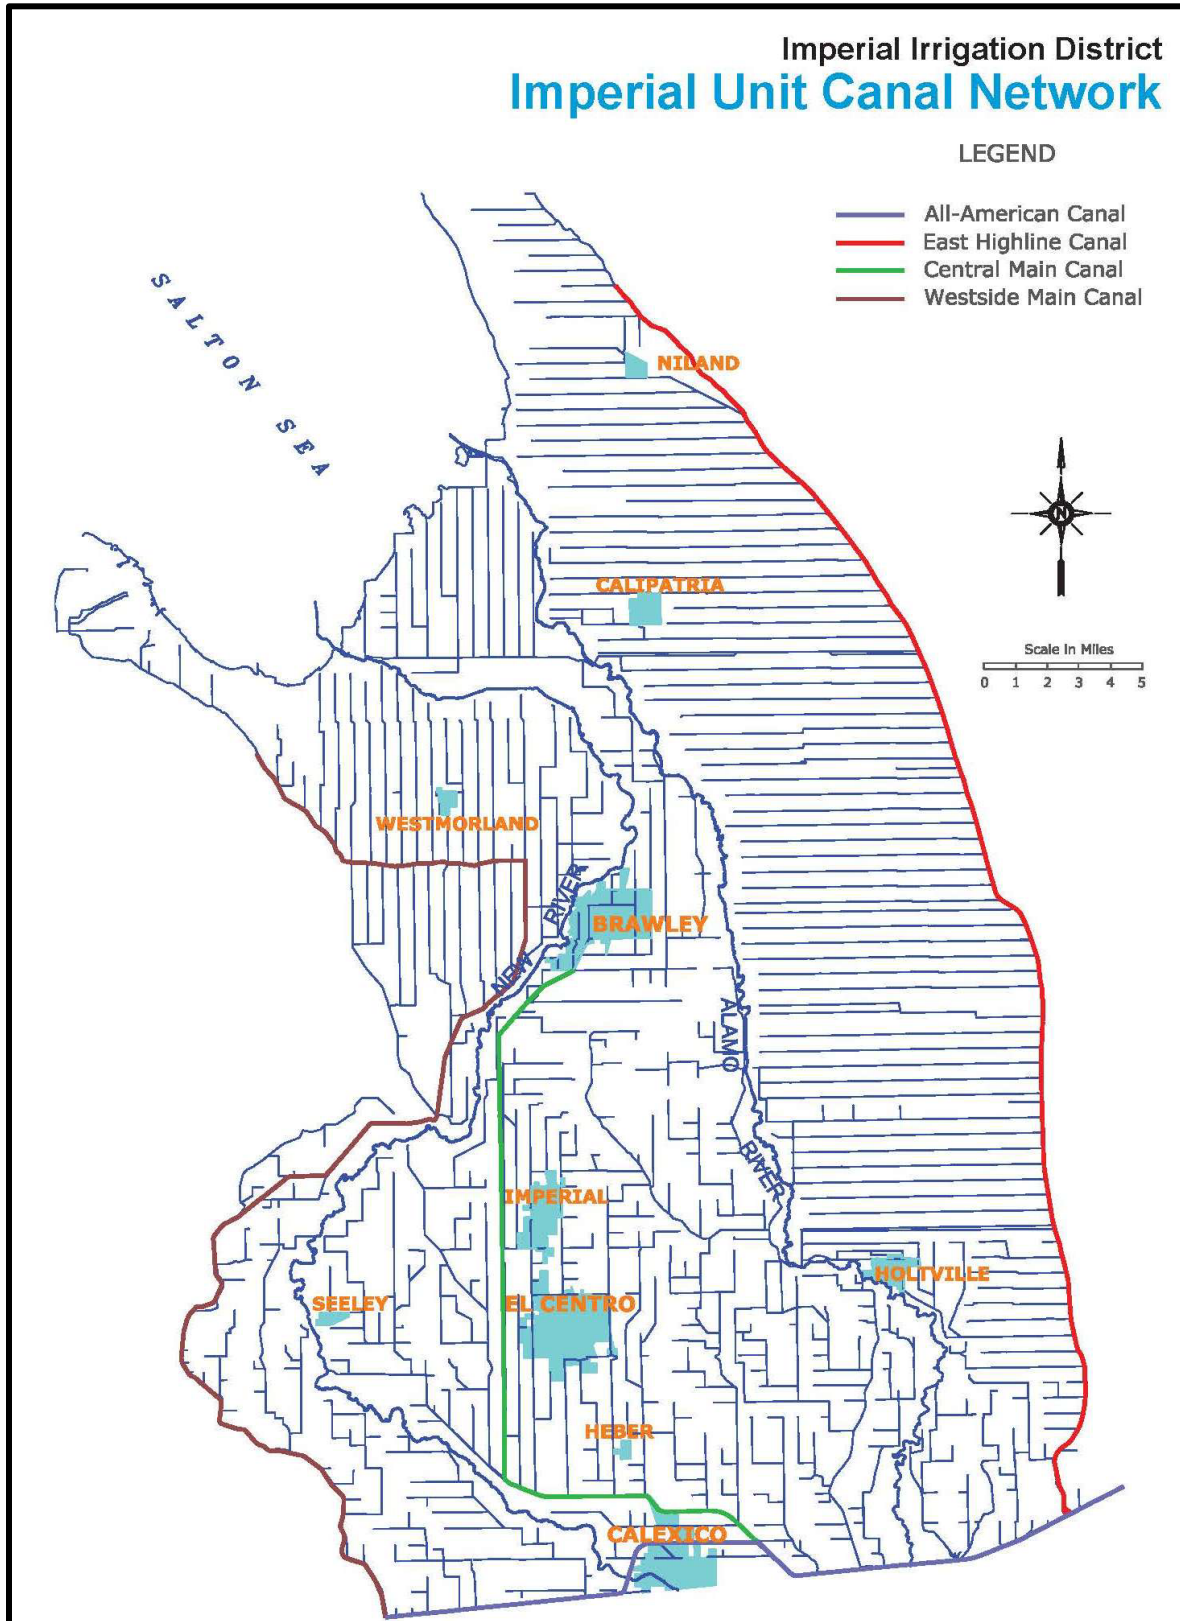 Imperial Irrigation District
Imperial Unit Canal Network
LEGEND
All-American Canal
East Highline Canal
Central Main Canal
Westside Main Canal
SALTON SEA
NILAND
N
CALIPATRIA
Scale In Miles
0 1 2 3 4 5
WESTMORLAND
NEW RIVER
BRAWLEY
ALAMO RIVER
IMPERIAL
HOLTVILLE
SEELEY
EL CENTRO
HEBER
CALEXICO